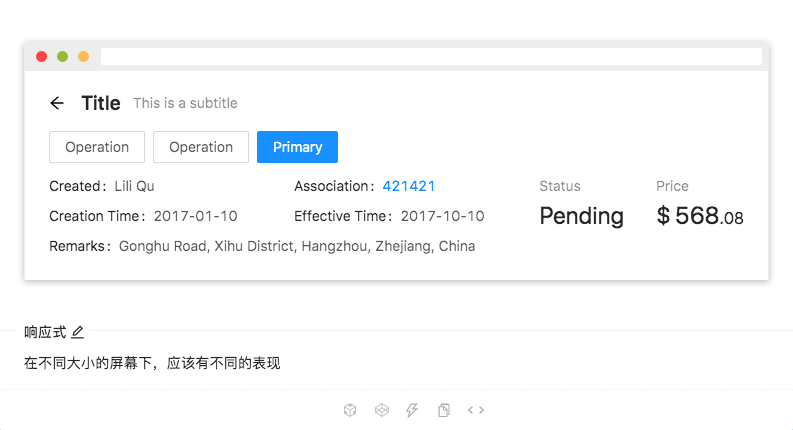 Title This is a subtitle
Operation Operation Primary
Created: Lili Qu Association: 421421 Status Price
Creation Time: 2017-01-10 Effective Time: 2017-10-10 Pending $ 568.08
Remarks: Gonghu Road, Xihu District, Hangzhou, Zhejiang, China
响应式
在不同大小的屏幕下，应该有不同的表现